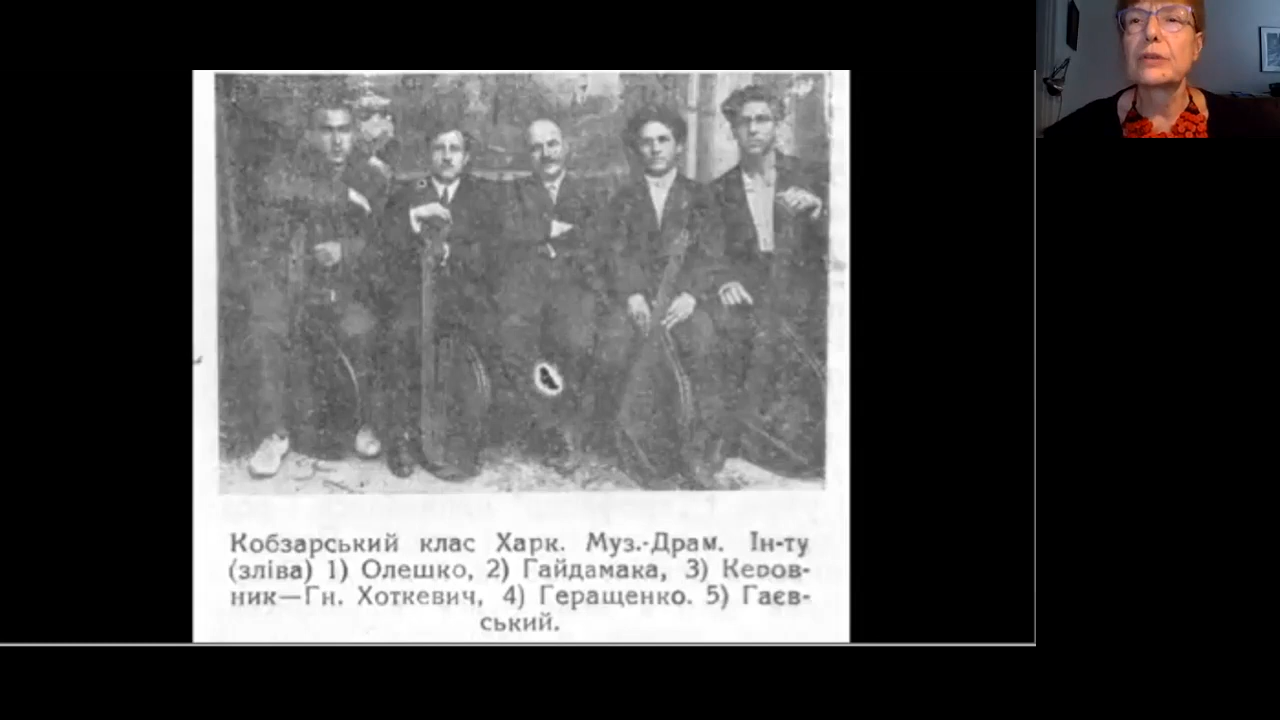 Кобзарський клас Харк. Муз.-Драм. Ін-ту
(зліва) 1) Олешко, 2) Гайдамака, 3) Керов-
ник—Гн. Хоткевич, 4) Геращенко. 5) Гаєв-
ський.